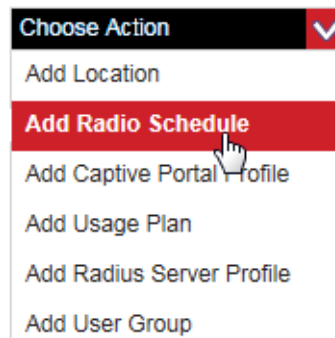 Choose Action
Add Location
Add Radio Schedule
Add Captive Portal Profile
Add Usage Plan
Add Radius Server Profile
Add User Group